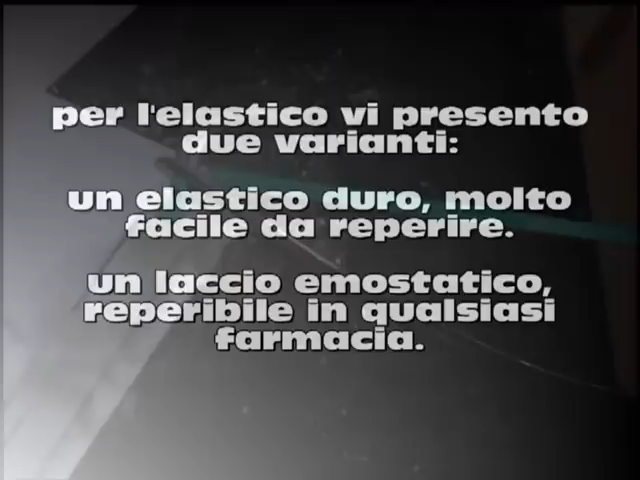 per l'elastico vi presento
due varianti:
un elastico duro, molto
facile da reperire.
un laccio emostatico,
reperibile in qualsiasi
farmacia.